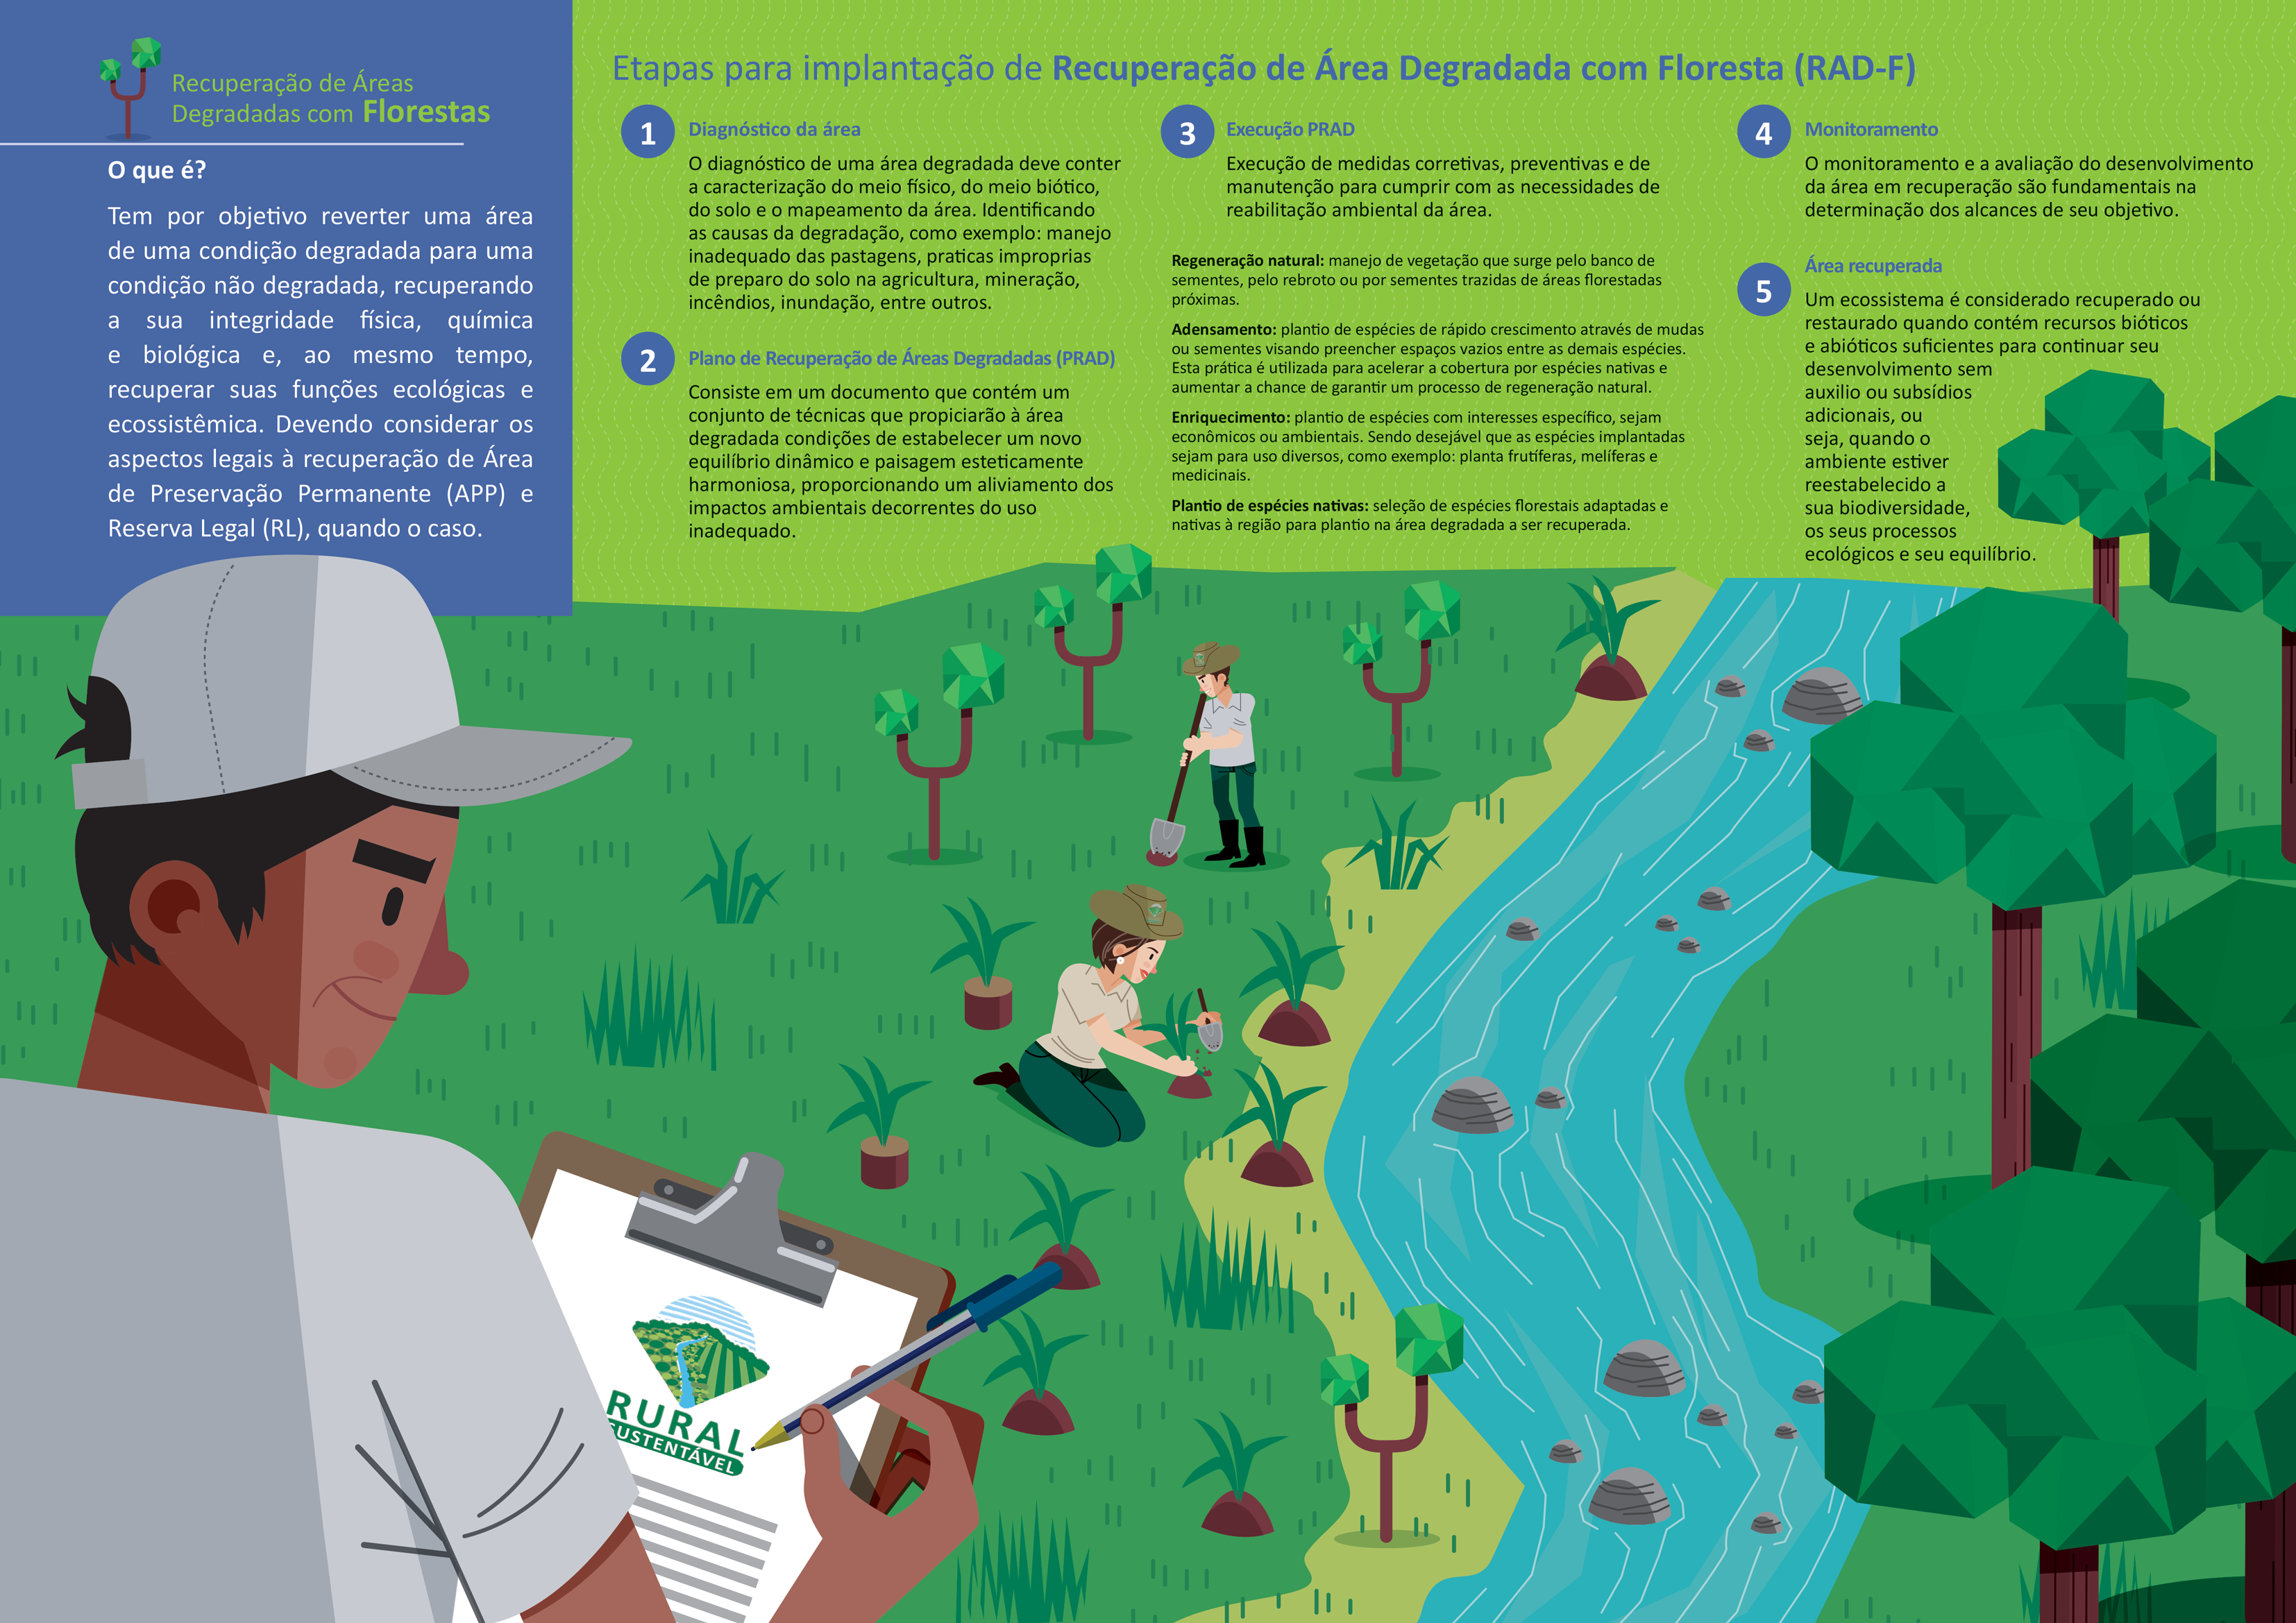 Recuperação de Áreas
Degradadas com Florestas
O que é?
Tem por objetivo reverter uma área
de uma condição degradada para uma
condição não degradada, recuperando
a sua integridade física, química
e biológica e, ao mesmo tempo,
recuperar suas funções ecológicas e
ecossistêmica. Devendo considerar os
aspectos legais à recuperação de Área
de Preservação Permanente (APP) e
Reserva Legal (RL), quando o caso.
Etapas para implantação de Recuperação de Área Degradada com Floresta (RAD-F)
1
Diagnóstico da área
O diagnóstico de uma área degradada deve conter
a caracterização do meio físico, do meio biótico,
do solo e o mapeamento da área. Identificando
as causas da degradação, como exemplo: manejo
inadequado das pastagens, praticas improprias
de preparo do solo na agricultura, mineração,
incêndios, inundação, entre outros.
2
Plano de Recuperação de Áreas Degradadas (PRAD)
Consiste em um documento que contém um
conjunto de técnicas que propiciarão à área
degradada condições de estabelecer um novo
equilíbrio dinâmico e paisagem esteticamente
harmoniosa, proporcionando um aliviamento dos
impactos ambientais decorrentes do uso
inadequado.
3
Execução PRAD
Execução de medidas corretivas, preventivas e de
manutenção para cumprir com as necessidades de
reabilitação ambiental da área.
Regeneração natural: manejo de vegetação que surge pelo banco de
sementes, pelo rebroto ou por sementes trazidas de áreas florestadas
próximas.
Adensamento: plantio de espécies de rápido crescimento através de mudas
ou sementes visando preencher espaços vazios entre as demais espécies.
Esta prática é utilizada para acelerar a cobertura por espécies nativas e
aumentar a chance de garantir um processo de regeneração natural.
Enriquecimento: plantio de espécies com interesses específico, sejam
econômicos ou ambientais. Sendo desejável que as espécies implantadas
sejam para uso diversos, como exemplo: planta frutíferas, melíferas e
medicinais.
Plantio de espécies nativas: seleção de espécies florestais adaptadas e
nativas à região para plantio na área degradada a ser recuperada.
4
Monitoramento
O monitoramento e a avaliação do desenvolvimento
da área em recuperação são fundamentais na
determinação dos alcances de seu objetivo.
5
Área recuperada
Um ecossistema é considerado recuperado ou
restaurado quando contém recursos bióticos
e abióticos suficientes para continuar seu
desenvolvimento sem
auxilio ou subsídios
adicionais, ou
seja, quando o
ambiente estiver
reestabelecido a
sua biodiversidade,
os seus processos
ecológicos e seu equilíbrio.
RURAL
SUSTENTÁVEL